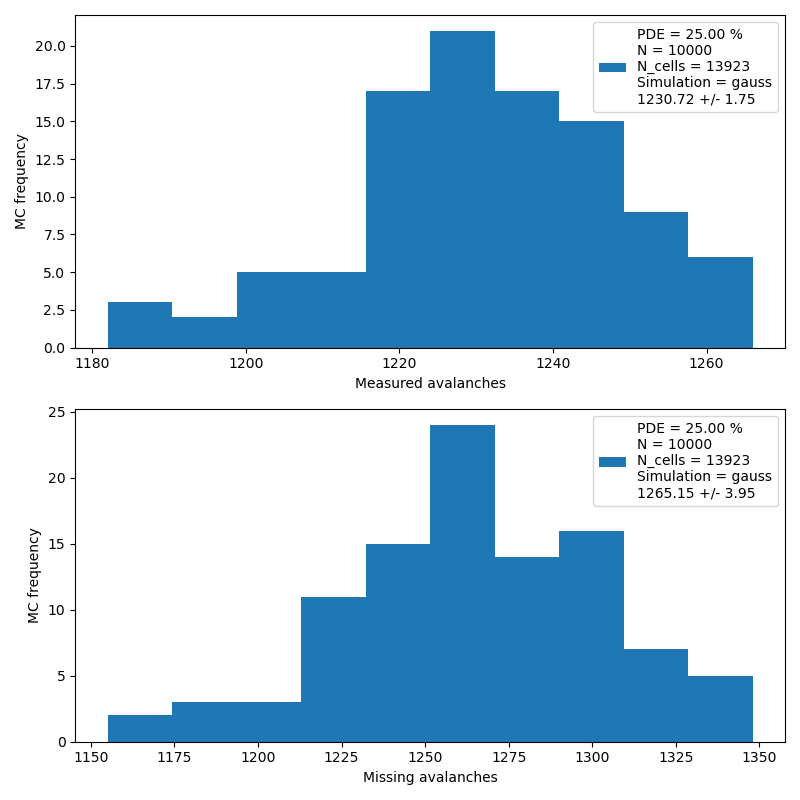 MC frequency
20.0
17.5
15.0
12.5
10.0
7.5
5.0
2.5
0.0
PDE = 25.00 %
N = 10000
N_cells = 13923
Simulation = gauss
1230.72 +/- 1.75
1180 1200 1220 1240 1260
Measured avalanches
MC frequency
25
20
15
10
5
0
PDE = 25.00 %
N = 10000
N_cells = 13923
Simulation = gauss
1265.15 +/- 3.95
1150 1175 1200 1225 1250 1275 1300 1325 1350
Missing avalanches